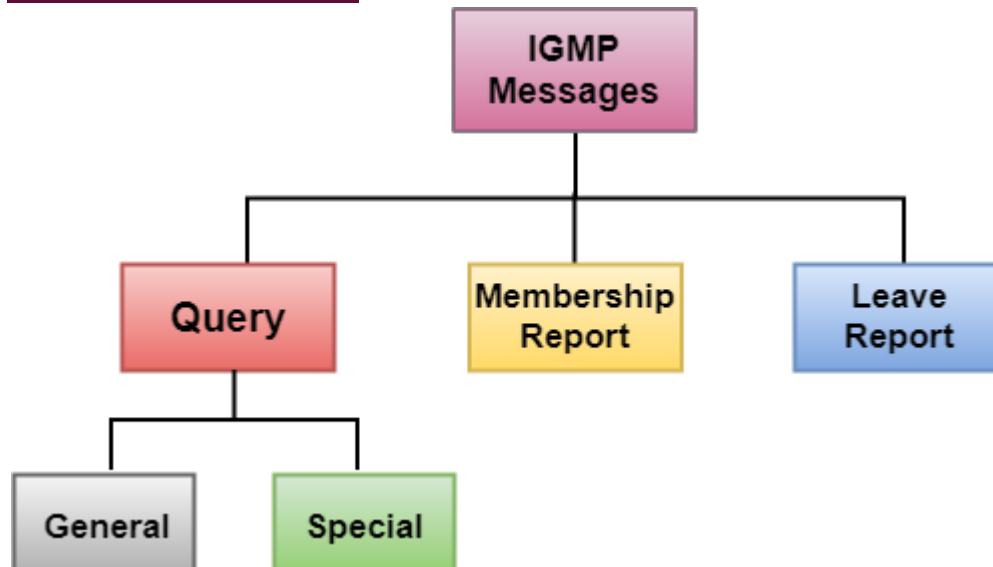 IGMP
Messages
Query
Membership
Report
Leave
Report
General
Special